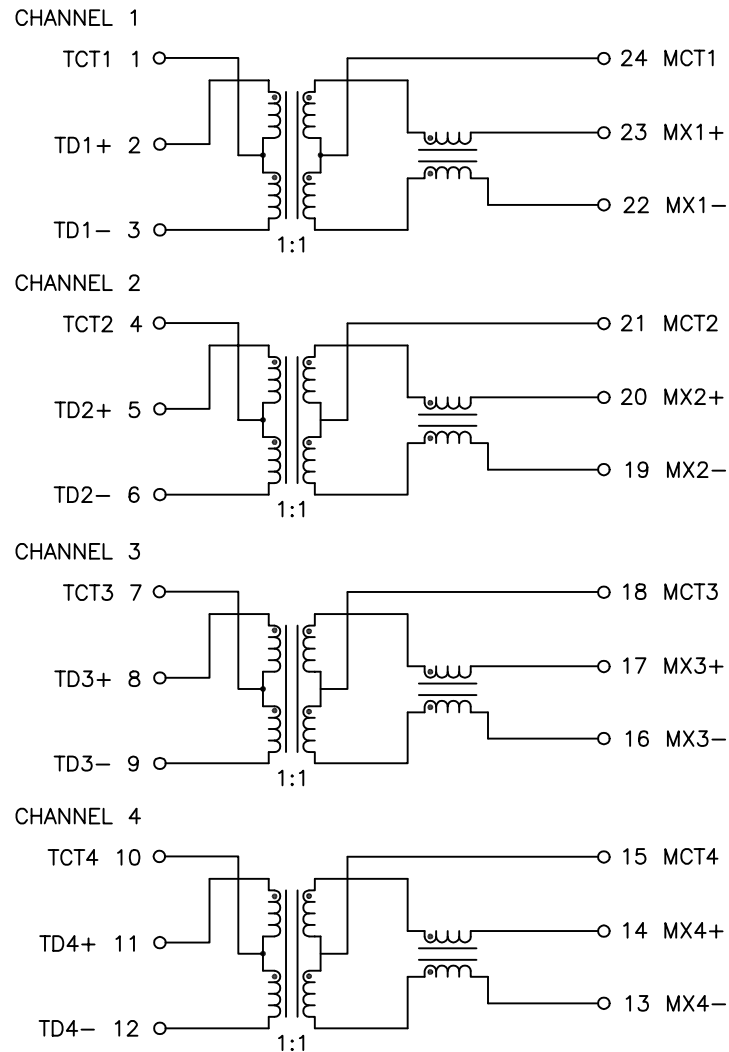 CHANNEL 1
TCT1 1 24 MCT1
TD1+ 2 23 MX1+
TD1− 3 22 MX1−
1:1
CHANNEL 2
TCT2 4 21 MCT2
TD2+ 5 20 MX2+
TD2− 6 19 MX2−
1:1
CHANNEL 3
TCT3 7 18 MCT3
TD3+ 8 17 MX3+
TD3− 9 16 MX3−
1:1
CHANNEL 4
TCT4 10 15 MCT4
TD4+ 11 14 MX4+
TD4− 12 13 MX4−
1:1